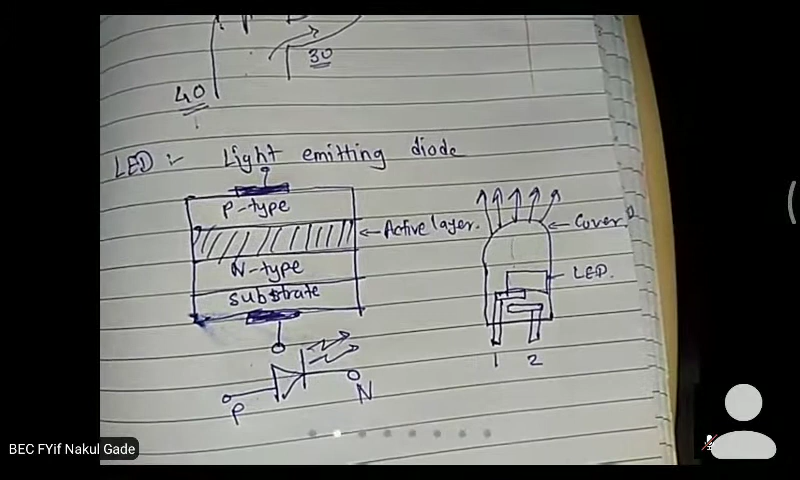 30
40
LED :- Light emitting diode
P-type
Active layer.
N-type
substrate
P
N
Cover
LED.
1 2
BEC FYif Nakul Gade